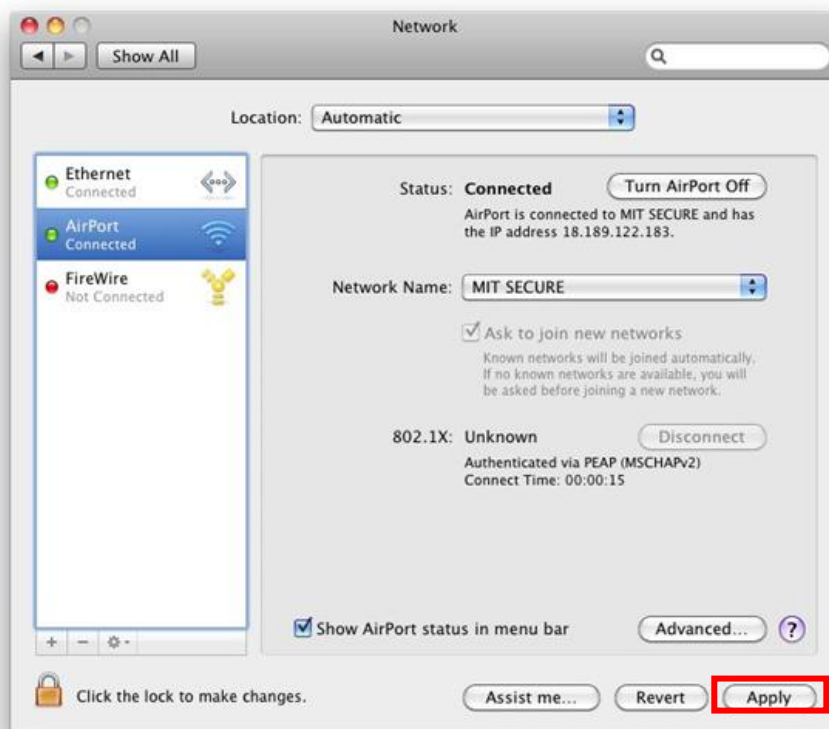 Network
Show All
Location: Automatic
Ethernet
Connected
AirPort
Connected
FireWire
Not Connected
Status: Connected
Turn AirPort Off
AirPort is connected to MIT SECURE and has
the IP address 18.189.122.183.
Network Name: MIT SECURE
Ask to join new networks
Known networks will be joined automatically.
If no known networks are available, you will
be asked before joining a new network.
802.1X: Unknown
Disconnect
Authenticated via PEAP (MSCHAPv2)
Connect Time: 00:00:15
Show AirPort status in menu bar
Advanced...
?
Click the lock to make changes.
Assist me...
Revert
Apply